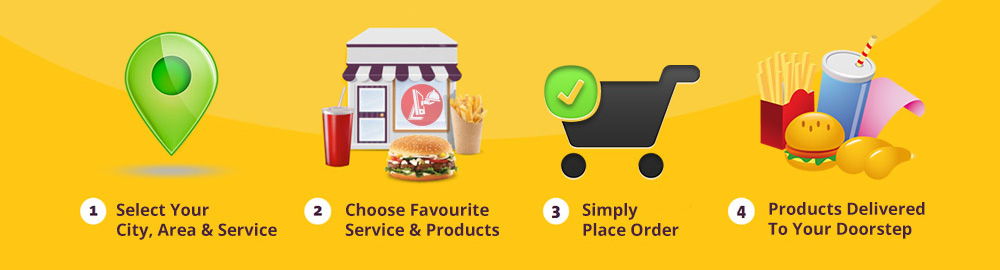 1
Select Your
City, Area & Service
2
Choose Favourite
Service & Products
3
Simply
Place Order
4
Products Delivered
To Your Doorstep